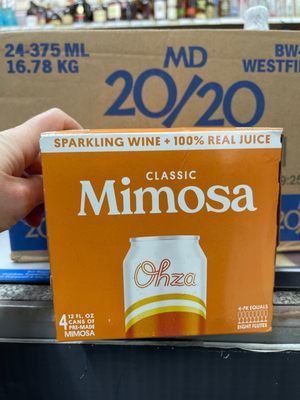 24-375 ML
16.78 KG
MD
20/20
BW-
WESTFI
SPARKLING WINE + 100% REAL JUICE
CLASSIC
Mimosa
Ohza
4 12 FL. OZ
CANS OF
PRE-MADE
MIMOSA
4-PK EQUALS
EIGHT FLUTES
20